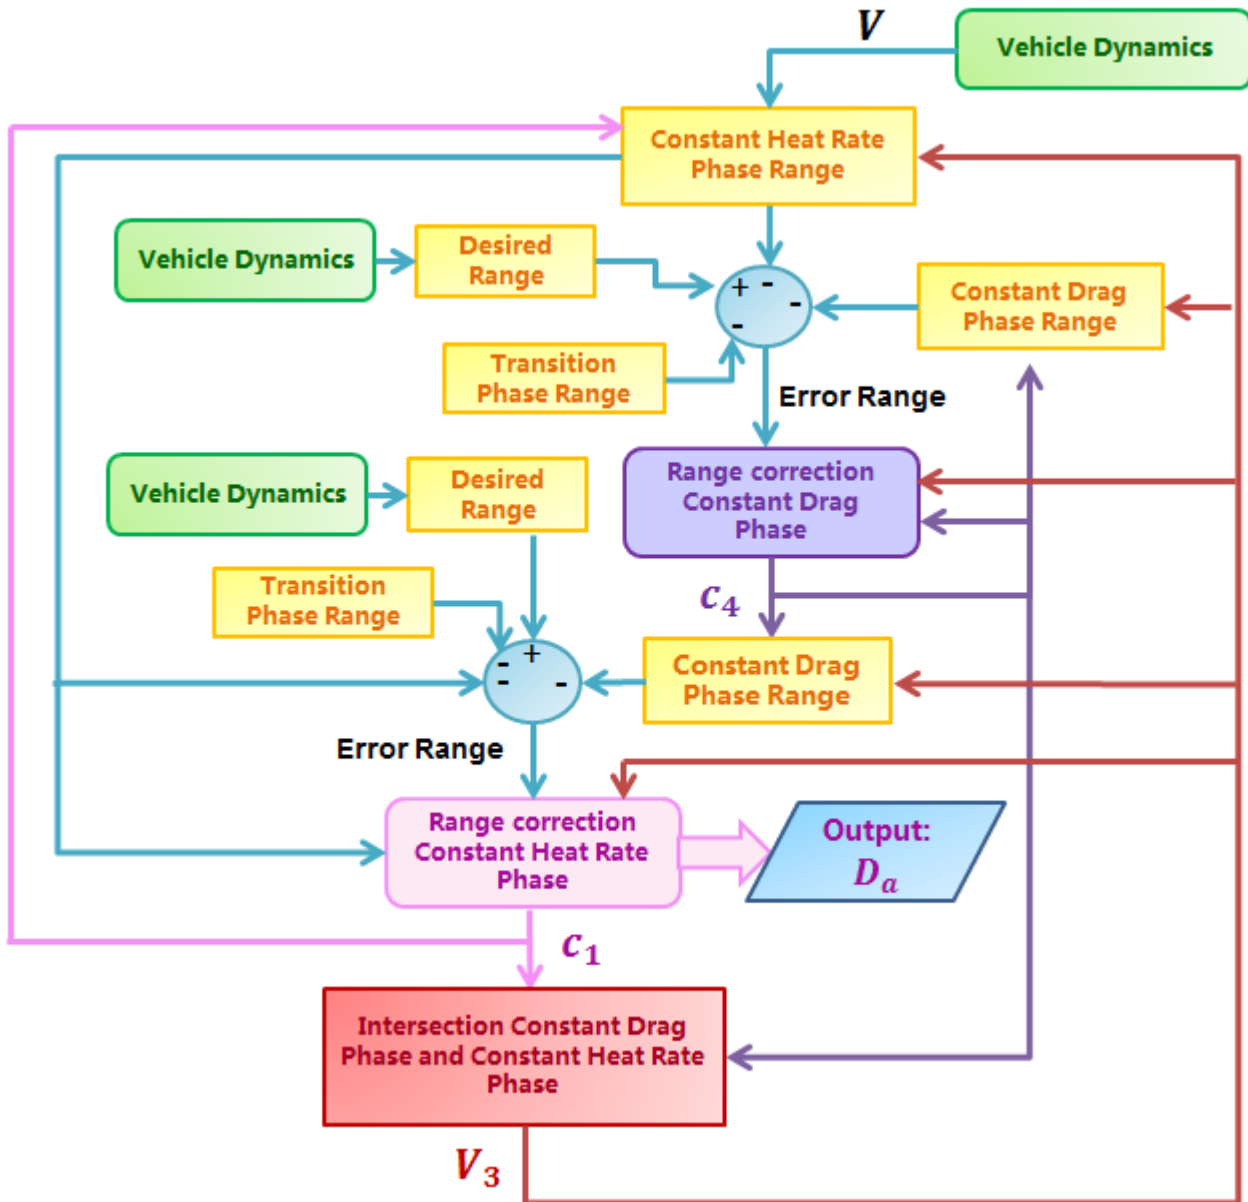 V
Vehicle Dynamics
Constant Heat Rate
Phase Range
Vehicle Dynamics
Desired
Range
+ - -
-
Constant Drag
Phase Range
Transition
Phase Range
Error Range
Vehicle Dynamics
Desired
Range
Range correction
Constant Drag
Phase
Transition
Phase Range
c₄
- +
- -
Constant Drag
Phase Range
Error Range
Range correction
Constant Heat Rate
Phase
Output:
Dₐ
c₁
Intersection Constant Drag
Phase and Constant Heat Rate
Phase
V₃